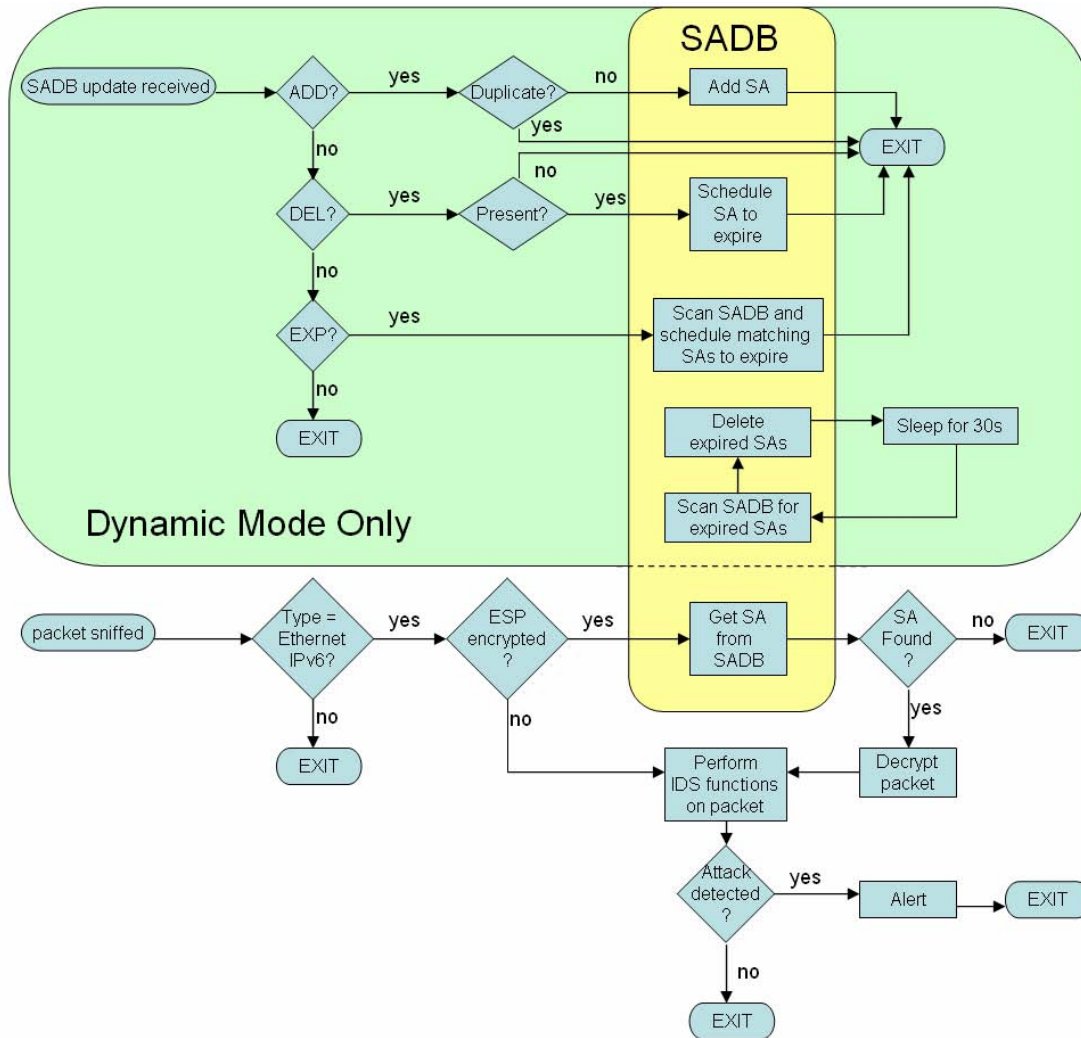 SADB
SADB update received
ADD?
yes
Duplicate?
no
Add SA
yes
EXIT
no
no
DEL?
yes
Present?
yes
Schedule
SA to
expire
no
EXP?
yes
Scan SADB and
schedule matching
SAs to expire
no
EXIT
Delete
expired SAs
Sleep for 30s
Scan SADB for
expired SAs
Dynamic Mode Only
packet sniffed
Type =
Ethernet
IPv6?
yes
ESP
encrypted
?
yes
Get SA
from
SADB
SA
Found
?
no
EXIT
no
no
yes
EXIT
Perform
IDS functions
on packet
Decrypt
packet
Attack
detected
?
yes
Alert
EXIT
no
EXIT